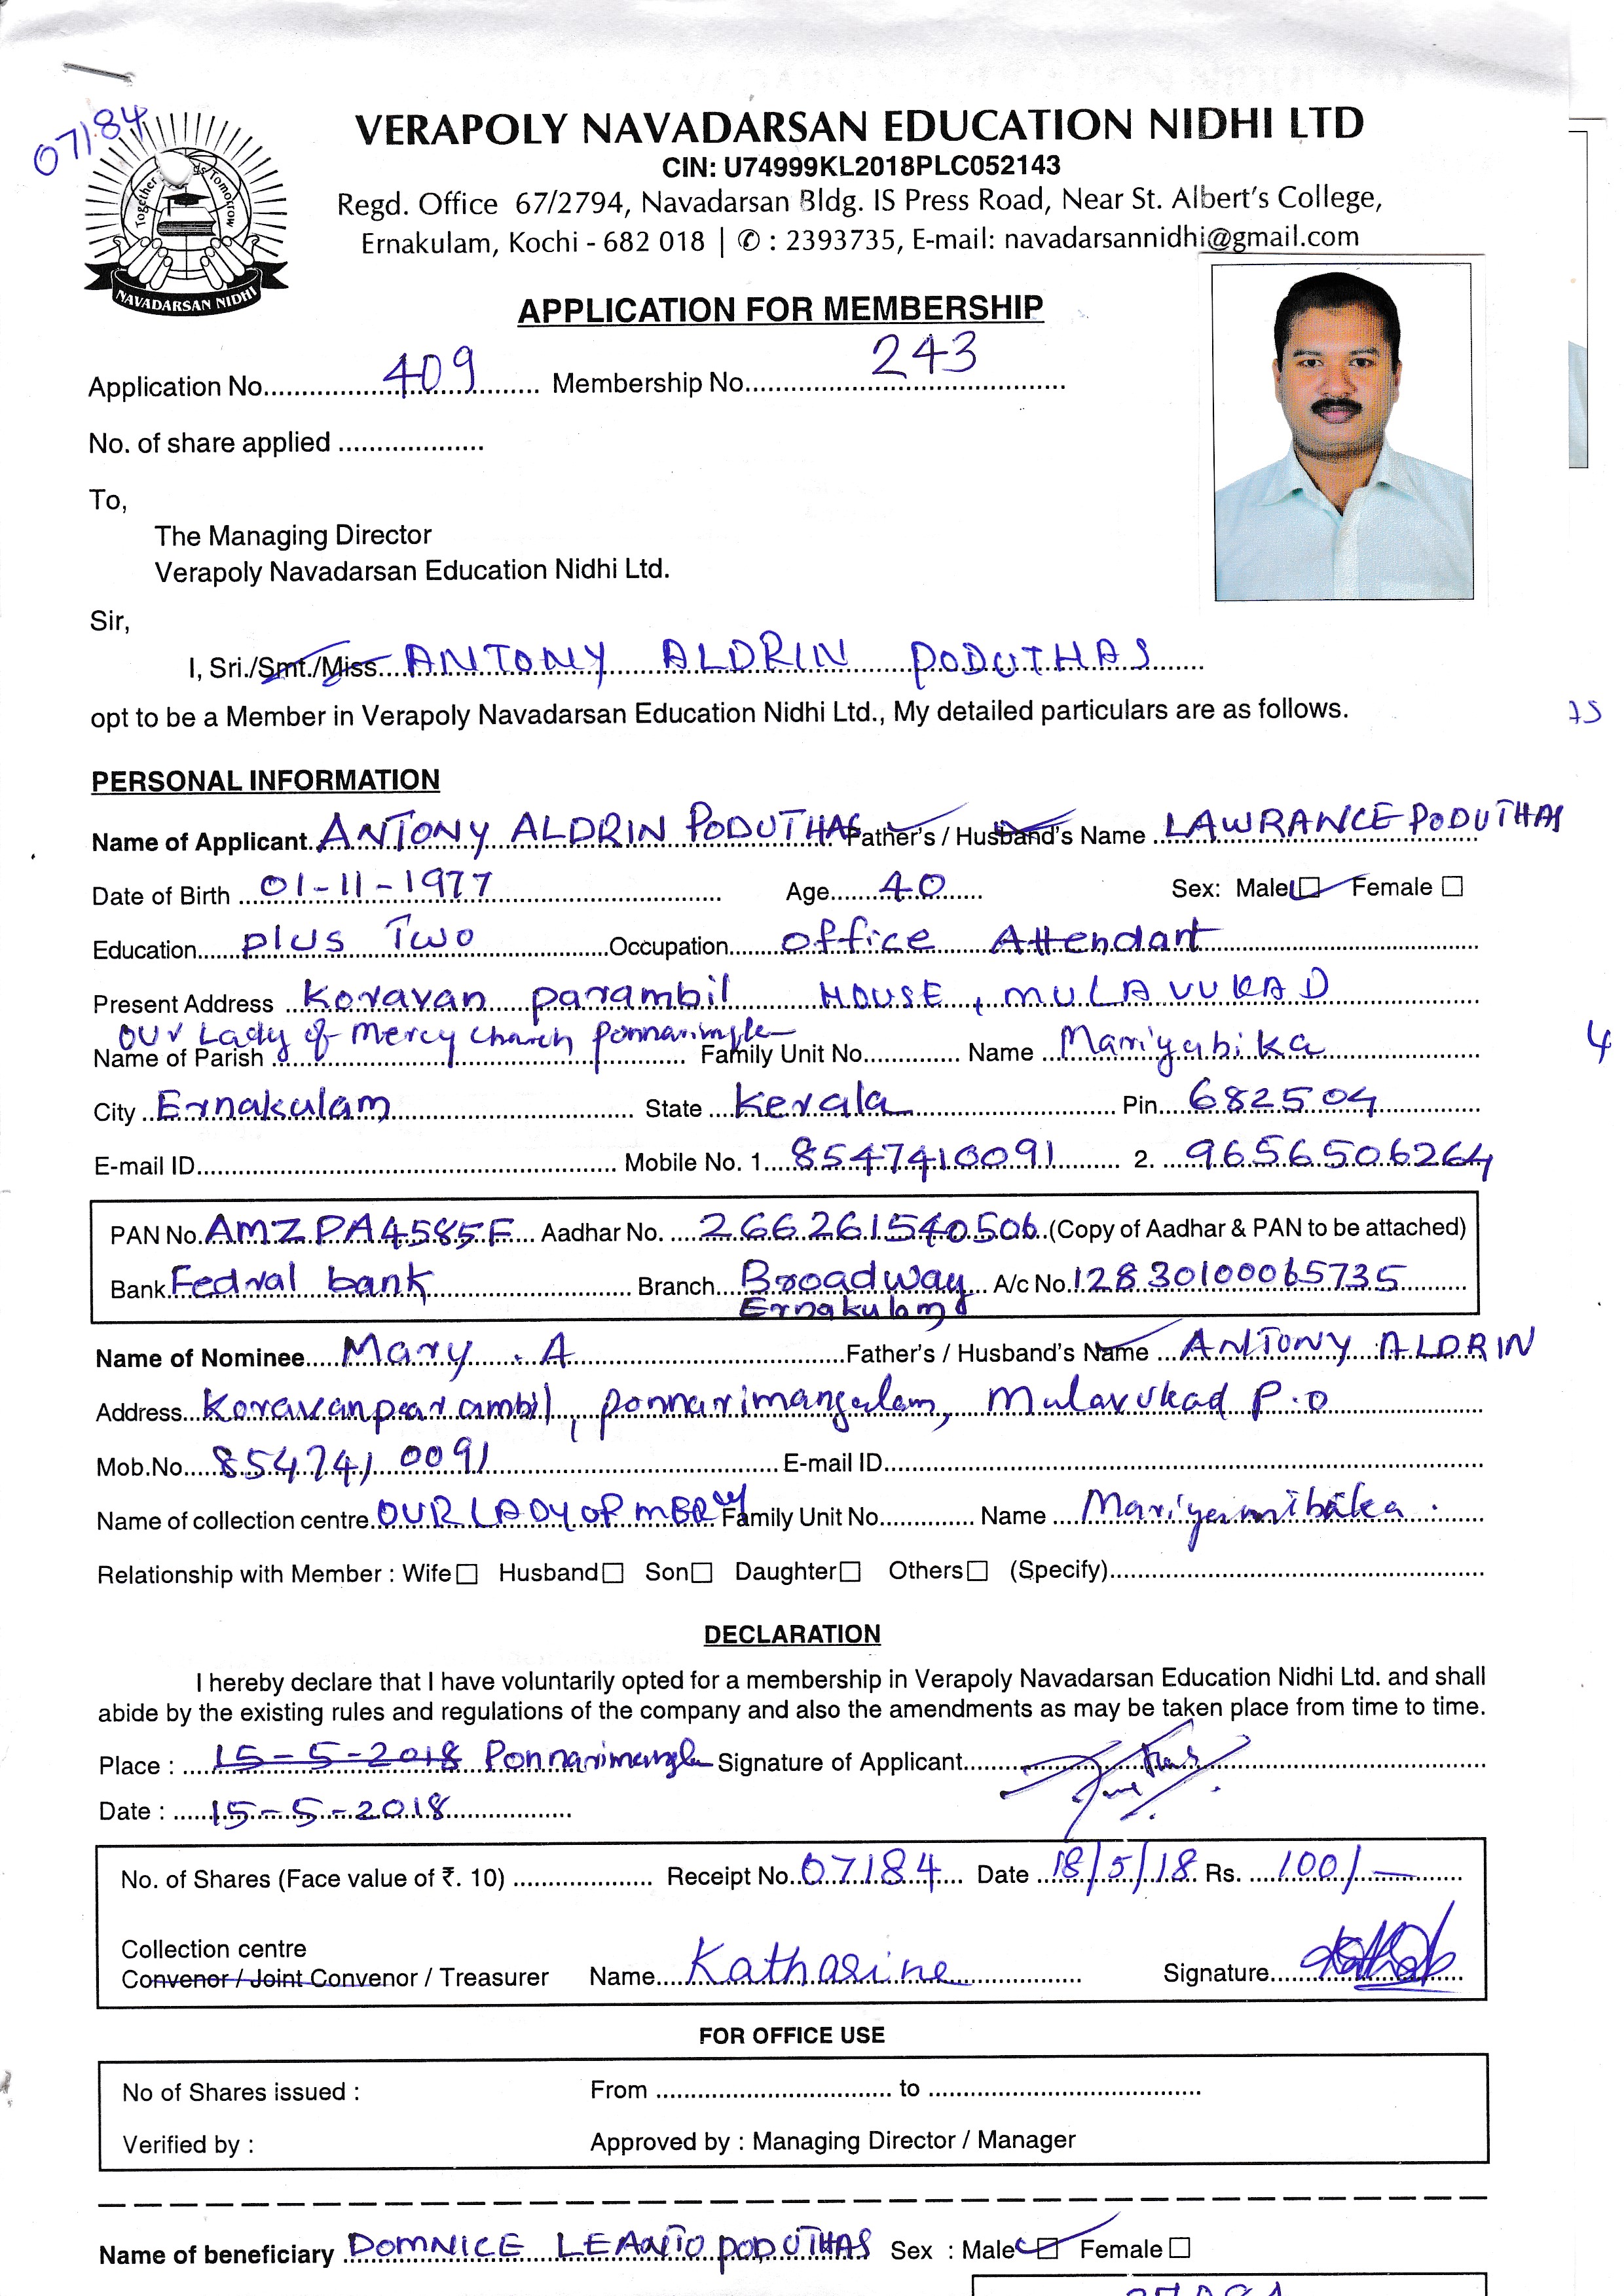 07184
Together
Tomorrow
NAVADARSAN NIDHI
VERAPOLY NAVADARSAN EDUCATION NIDHI LTD
CIN: U74999KL2018PLC052143
Regd. Office 67/2794, Navadarsan Bldg. IS Press Road, Near St. Albert's College,
Ernakulam, Kochi - 682 018 | ✆ : 2393735, E-mail: navadarsannidhi@gmail.com
APPLICATION FOR MEMBERSHIP
Application No. 409 Membership No. 243
No. of share applied
To,
The Managing Director
Verapoly Navadarsan Education Nidhi Ltd.
Sir,
I, Sri./Smt./Miss ANTONY ALDRIN PODUTHAS
opt to be a Member in Verapoly Navadarsan Education Nidhi Ltd., My detailed particulars are as follows.
PERSONAL INFORMATION
Name of Applicant ANTONY ALDRIN PODUTHAS Father's / Husband's Name LAWRANCE PODUTHAS
Date of Birth 01-11-1977 Age 40 Sex: Male Female
Education plus Two Occupation office Attendant
Present Address Koravan parambil HOUSE, MULAVUKAD
Name of Parish OUr Lady of Mercy Church Family Unit No. Name
City Ernakulam State Kerala Pin 682504
E-mail ID Mobile No. 1. 8547410091 2. 9656506264
PAN No. AMZPA4585F Aadhar No. 266261540506 (Copy of Aadhar & PAN to be attached)
Bank Fedral bank Branch Broadway A/c No. 12830100065735
Ernakulam
Name of Nominee Mary . A Father's / Husband's Name ANTONY ALDRIN
Address Koravanparambil, ponnarimangalam, Mulavukad P.O
Mob.No. 8547410091 E-mail ID
Name of collection centre OUR LADY OF MERCY Family Unit No. Name
Relationship with Member : Wife Husband Son Daughter Others (Specify)
DECLARATION
I hereby declare that I have voluntarily opted for a membership in Verapoly Navadarsan Education Nidhi Ltd. and shall
abide by the existing rules and regulations of the company and also the amendments as may be taken place from time to time.
Place : 15-5-2018 Signature of Applicant
Date : 15-5-2018
No. of Shares (Face value of ₹. 10) Receipt No. 07184 Date 18/5/18 Rs. 100/-
Collection centre
Convenor / Joint Convenor / Treasurer Name Katharine Signature
FOR OFFICE USE
No of Shares issued : From to
Verified by : Approved by : Managing Director / Manager
Name of beneficiary DOMNICE LEANTO PODUTHAS Sex : Male Female